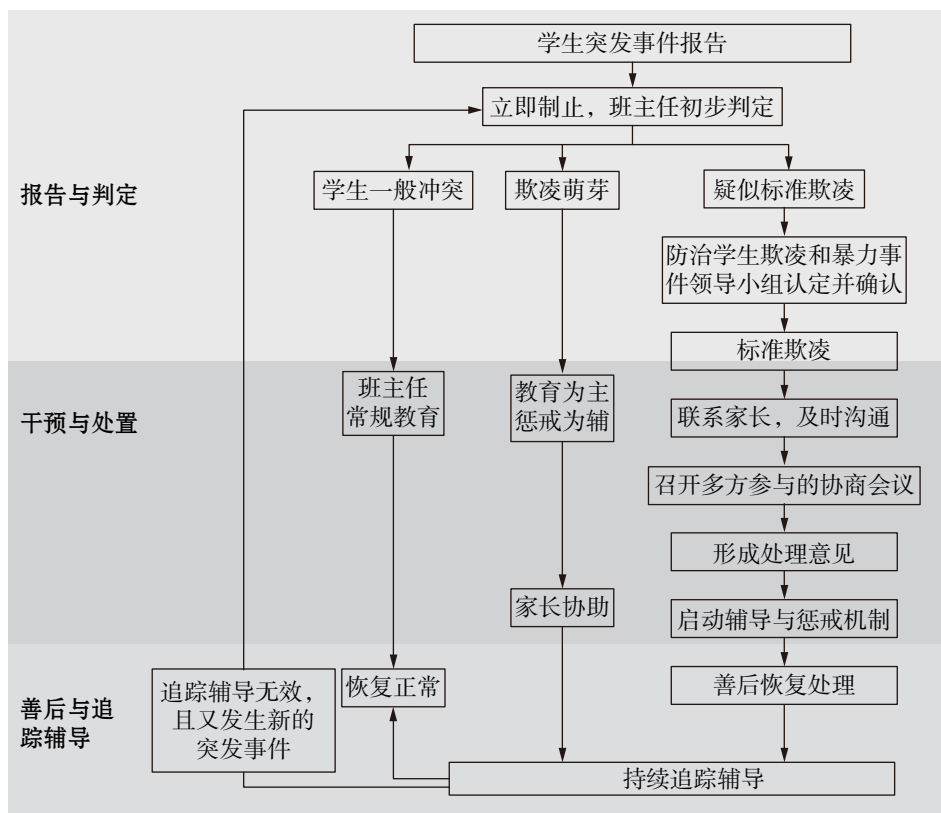 学生突发事件报告
立即制止，班主任初步判定
报告与判定
学生一般冲突
欺凌萌芽
疑似标准欺凌
防治学生欺凌和暴力事
件领导小组认定并确认
标准欺凌
干预与处置
班主任
常规教育
教育为主
惩戒为辅
联系家长，及时沟通
召开多方参与的协商会议
形成处理意见
家长协助
启动辅导与惩戒机制
善后与追
踪辅导
追踪辅导无效，
且又发生新的
突发事件
恢复正常
善后恢复处理
持续追踪辅导